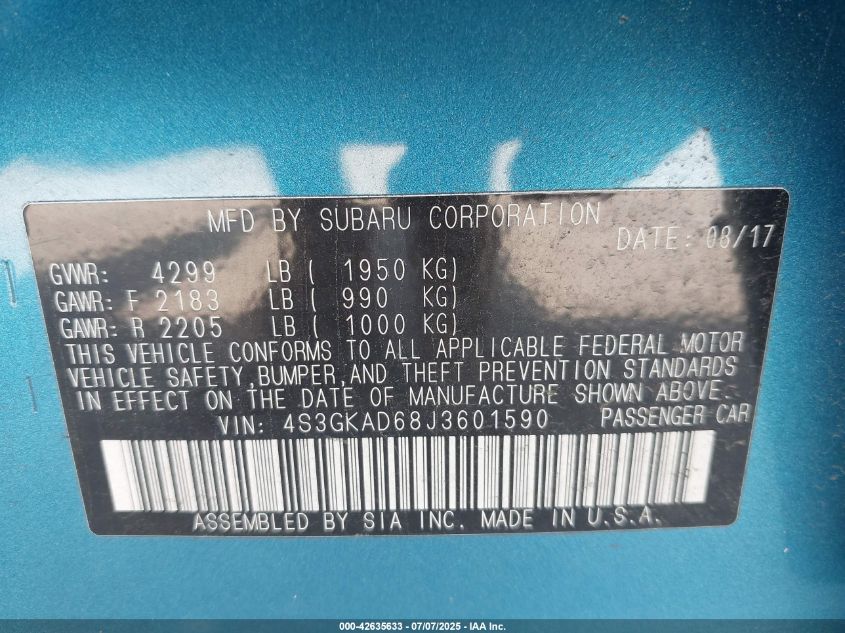 MFD BY SUBARU CORPORATION
DATE: 08/17
GVWR: 4299 LB ( 1950 KG)
GAWR: F 2183 LB ( 990 KG)
GAWR: R 2205 LB ( 1000 KG)
THIS VEHICLE CONFORMS TO ALL APPLICABLE FEDERAL MOTOR
VEHICLE SAFETY, BUMPER, AND THEFT PREVENTION STANDARDS
IN EFFECT ON THE DATE OF MANUFACTURE SHOWN ABOVE.
VIN: 4S3GKAD68J3601590 PASSENGER CAR
ASSEMBLED BY SIA INC. MADE IN U.S.A.
000-42635633 / 07/07/2025 - IAA Inc.